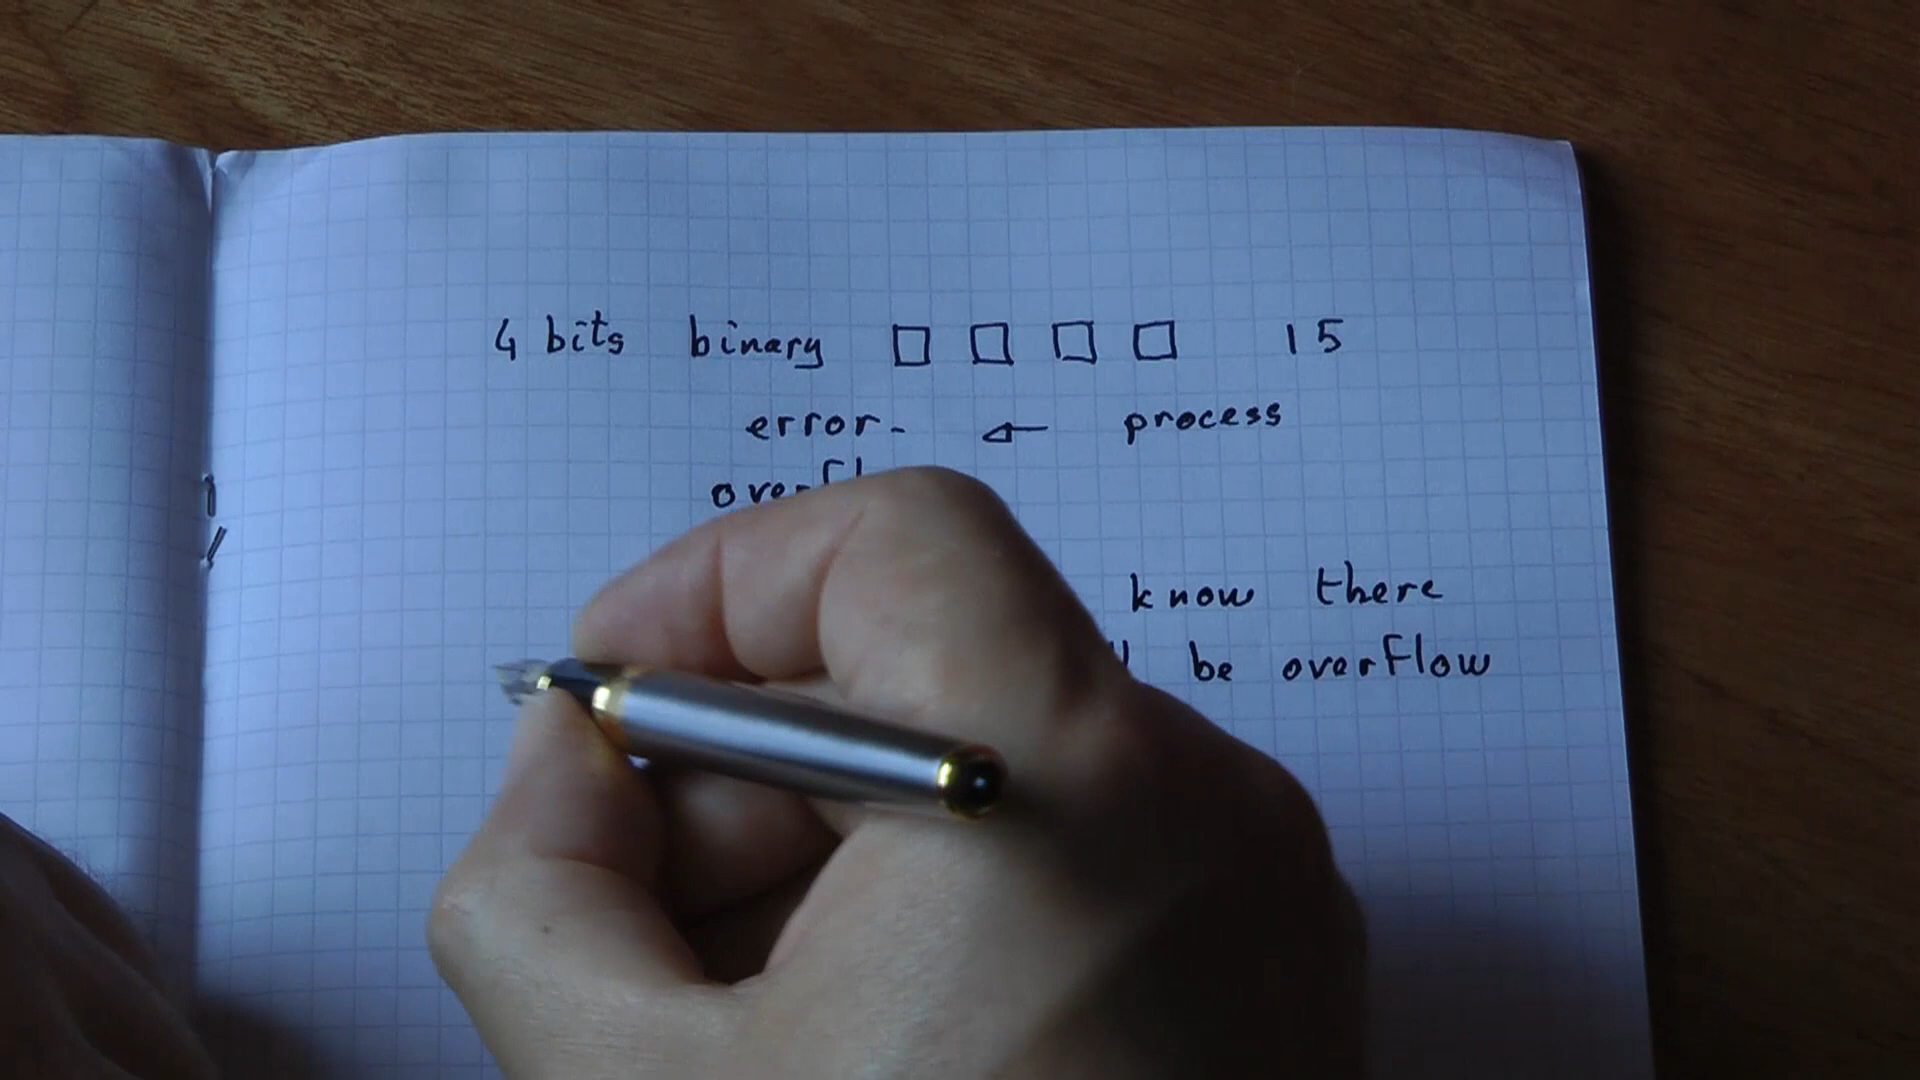 4 bits binary □ □ □ □ 15
error. ← process
know there
be overflow